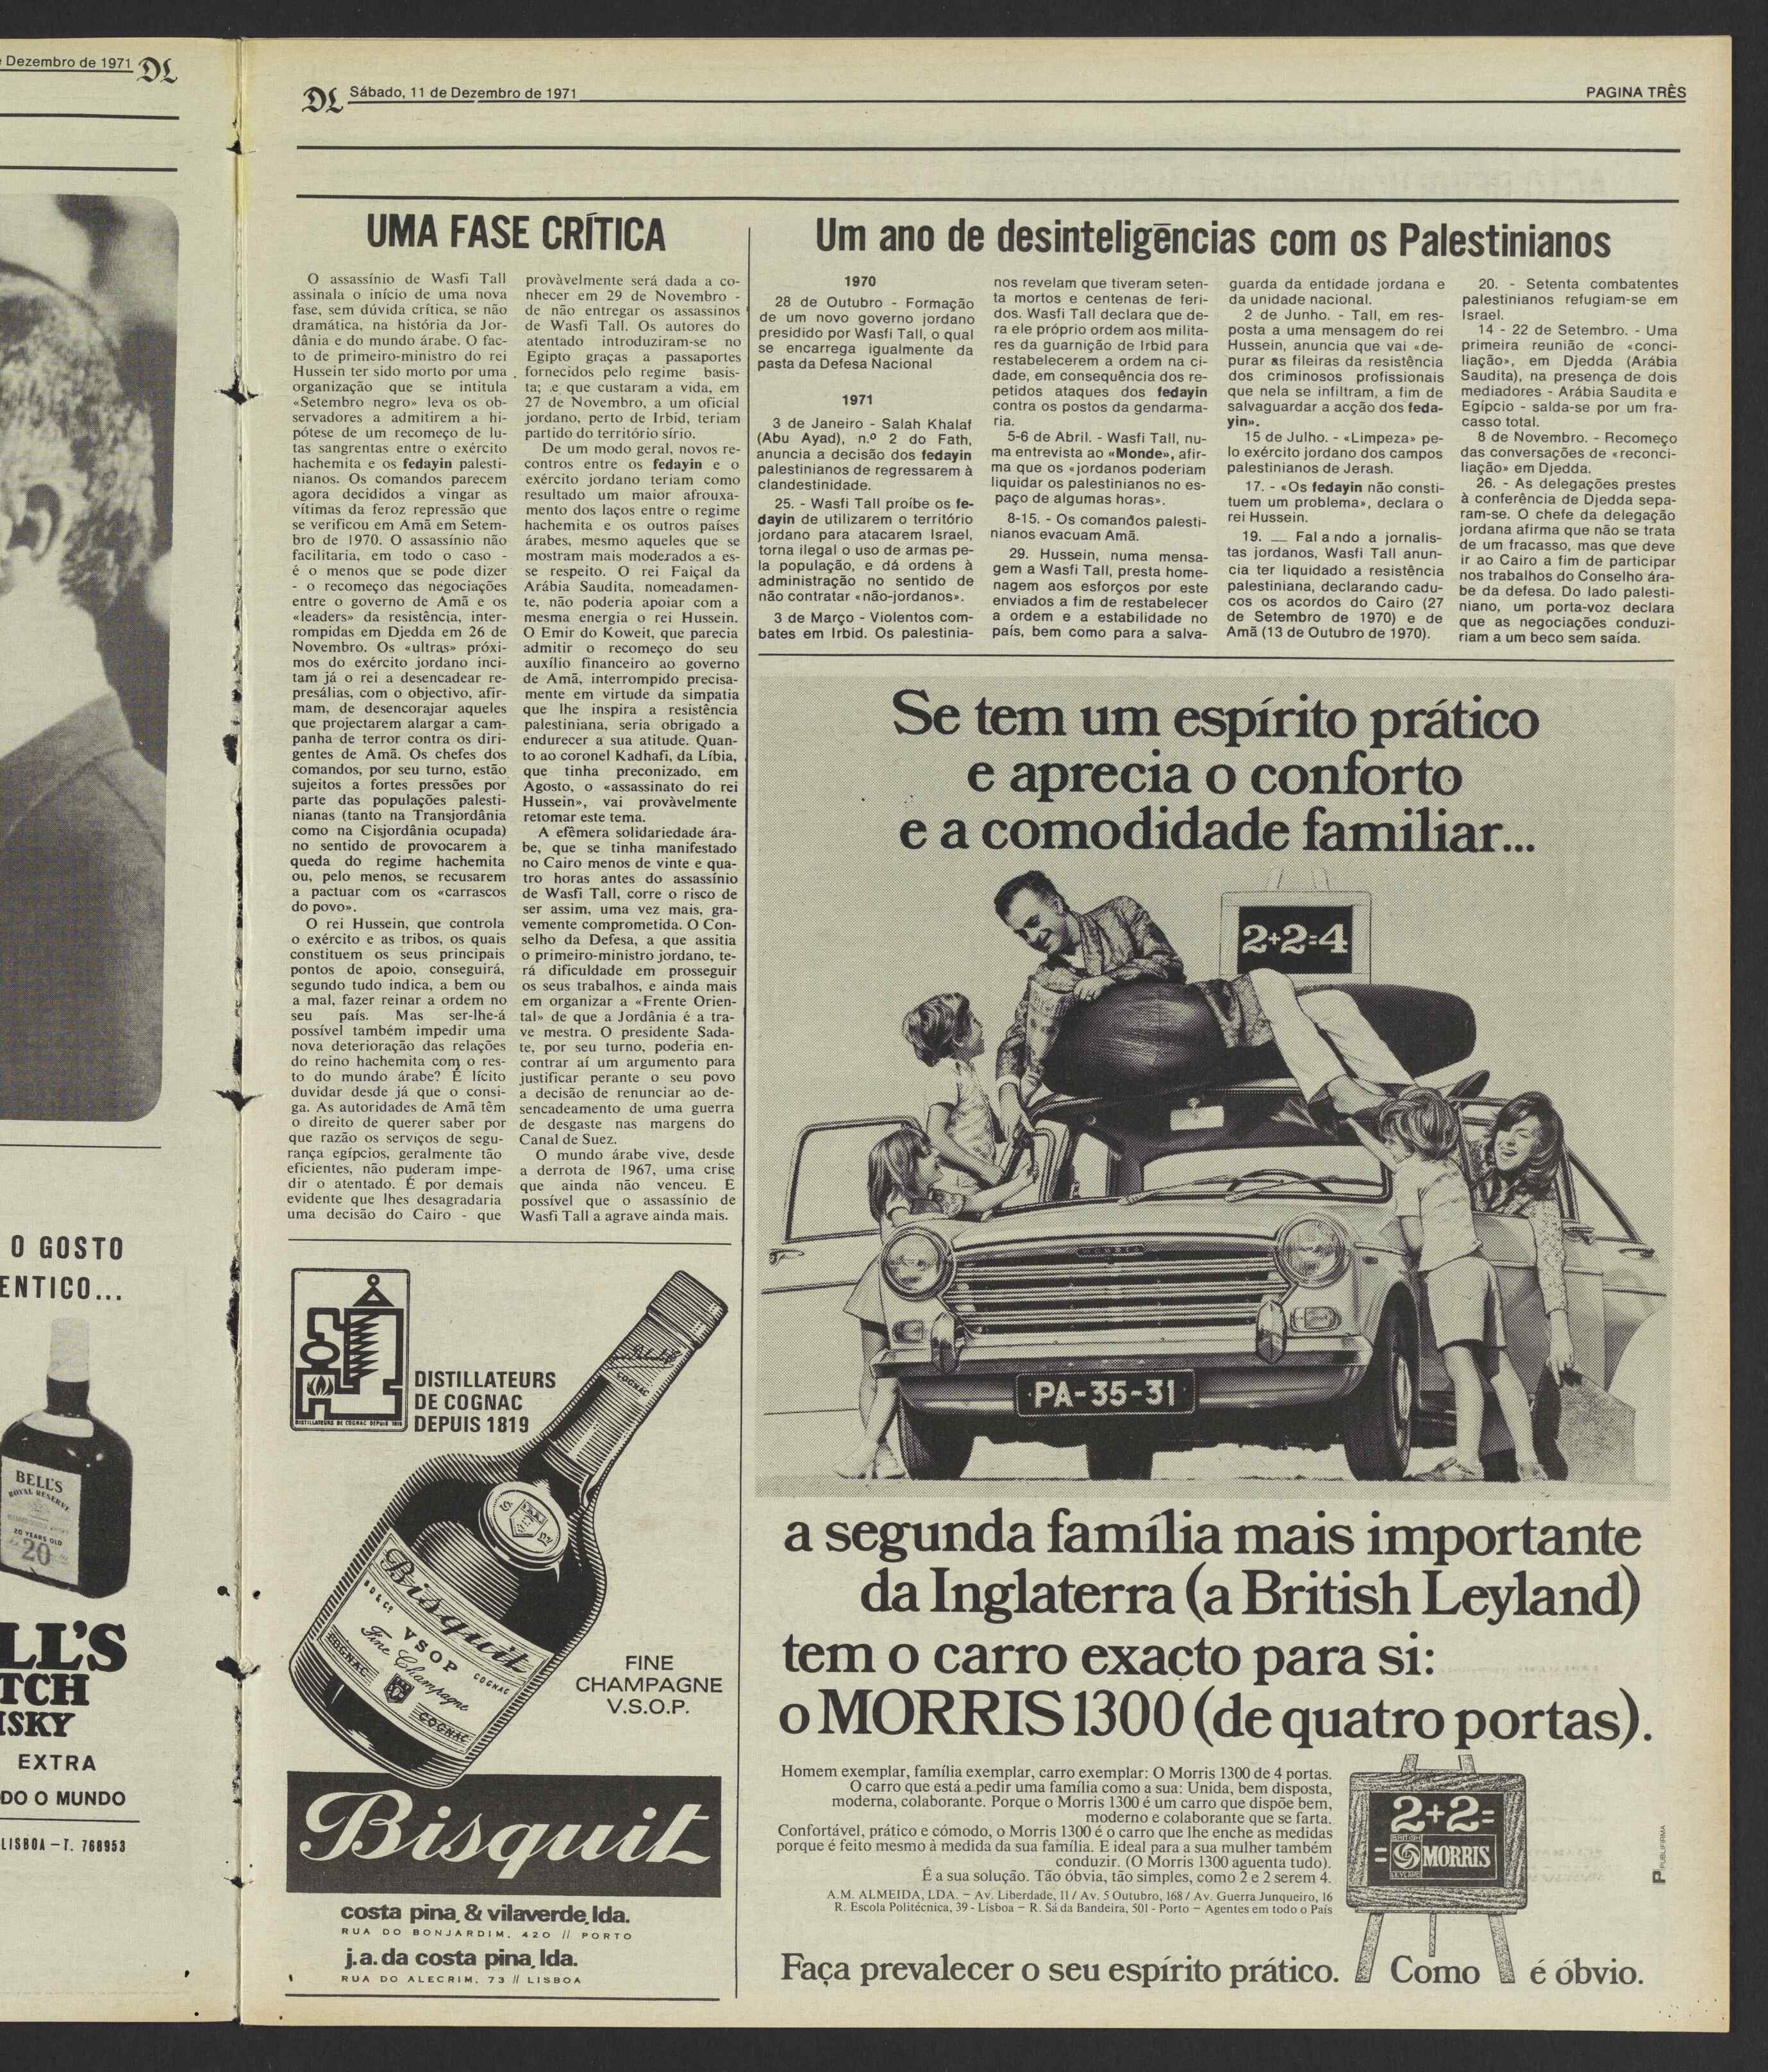 Dezembro de 1971 DL
O GOSTO
ENTICO...
BELL'S
ROYAL RESERVE
20 YEARS OLD
20
LL'S
TCH
ISKY
EXTRA
DO O MUNDO
LISBOA - T. 768953
DL Sábado, 11 de Dezembro de 1971
PAGINA TRÊS
UMA FASE CRÍTICA
O assassínio de Wasfi Tall
assinala o início de uma nova
fase, sem dúvida crítica, se não
dramática, na história da Jor-
dânia e do mundo árabe. O fac-
to de primeiro-ministro do rei
Hussein ter sido morto por uma
organização que se intitula
«Setembro negro» leva os ob-
servadores a admitirem a hi-
pótese de um recomeço de lu-
tas sangrentas entre o exército
hachemita e os fedayin palesti-
nianos. Os comandos parecem
agora decididos a vingar as
vítimas da feroz repressão que
se verificou em Amã em Setem-
bro de 1970. O assassínio não
facilitaria, em todo o caso -
é o menos que se pode dizer
- o recomeço das negociações
entre o governo de Amã e os
«leaders» da resistência, inter-
rompidas em Djedda em 26 de
Novembro. Os «ultras» próxi-
mos do exército jordano inci-
tam já o rei a desencadear re-
presálias, com o objectivo, afir-
mam, de desencorajar aqueles
que projectarem alargar a cam-
panha de terror contra os diri-
gentes de Amã. Os chefes dos
comandos, por seu turno, estão
sujeitos a fortes pressões por
parte das populações palesti-
nianas (tanto na Transjordânia
como na Cisjordânia ocupada)
no sentido de provocarem a
queda do regime hachemita
ou, pelo menos, se recusarem
a pactuar com os «carrascos
do povo».
O rei Hussein, que controla
o exército e as tribos, os quais
constituem os seus principais
pontos de apoio, conseguirá,
segundo tudo indica, a bem ou
a mal, fazer reinar a ordem no
seu país. Mas ser-lhe-á
possível também impedir uma
nova deterioração das relações
do reino hachemita com o res-
to do mundo árabe? É lícito
duvidar desde já que o consi-
ga. As autoridades de Amã têm
o direito de querer saber por
que razão os serviços de segu-
rança egípcios, geralmente tão
eficientes, não puderam impe-
dir o atentado. É por demais
evidente que lhes desagradaria
uma decisão do Cairo - que
provàvelmente será dada a co-
nhecer em 29 de Novembro -
de não entregar os assassinos
de Wasfi Tall. Os autores do
atentado introduziram-se no
Egipto graças a passaportes
fornecidos pelo regime basis-
ta; e que custaram a vida, em
27 de Novembro, a um oficial
jordano, perto de Irbid, teriam
partido do território sírio.
De um modo geral, novos re-
contros entre os fedayin e o
exército jordano teriam como
resultado um maior afrouxa-
mento dos laços entre o regime
hachemita e os outros países
árabes, mesmo aqueles que se
mostram mais moderados a es-
se respeito. O rei Faiçal da
Arábia Saudita, nomeadamen-
te, não poderia apoiar com a
mesma energia o rei Hussein.
O Emir do Koweit, que parecia
admitir o recomeço do seu
auxílio financeiro ao governo
de Amã, interrompido precisa-
mente em virtude da simpatia
que lhe inspira a resistência
palestiniana, seria obrigado a
endurecer a sua atitude. Quan-
to ao coronel Kadhafi, da Líbia,
que tinha preconizado, em
Agosto, o «assassinato do rei
Hussein», vai provàvelmente
retomar este tema.
A efêmera solidariedade ára-
be, que se tinha manifestado
no Cairo menos de vinte e qua-
tro horas antes do assassínio
de Wasfi Tall, corre o risco de
ser assim, uma vez mais, gra-
vemente comprometida. O Con-
selho da Defesa, a que assitia
o primeiro-ministro jordano, te-
rá dificuldade em prosseguir
os seus trabalhos, e ainda mais
em organizar a «Frente Orien-
tal» de que a Jordânia é a tra-
ve mestra. O presidente Sada-
te, por seu turno, poderia en-
contrar aí um argumento para
justificar perante o seu povo
a decisão de renunciar ao de-
sencadeamento de uma guerra
de desgaste nas margens do
Canal de Suez.
O mundo árabe vive, desde
a derrota de 1967, uma crise
que ainda não venceu. É
possível que o assassínio de
Wasfi Tall a agrave ainda mais.
Um ano de desinteligências com os Palestinianos
1970
28 de Outubro - Formação
de um novo governo jordano
presidido por Wasfi Tall, o qual
se encarrega igualmente da
pasta da Defesa Nacional
1971
3 de Janeiro - Salah Khalaf
(Abu Ayad), n.º 2 do Fath,
anuncia a decisão dos fedayin
palestinianos de regressarem à
clandestinidade.
25. - Wasfi Tall proíbe os fe-
dayin de utilizarem o território
jordano para atacarem Israel,
torna ilegal o uso de armas pe-
la população, e dá ordens à
administração no sentido de
não contratar «não-jordanos».
3 de Março - Violentos com-
bates em Irbid. Os palestinia-
nos revelam que tiveram seten-
ta mortos e centenas de feri-
dos. Wasfi Tall declara que de-
ra ele próprio ordem aos milita-
res da guarnição de Irbid para
restabelecerem a ordem na ci-
dade, em consequência dos re-
petidos ataques dos fedayin
contra os postos da gendarma-
ria.
5-6 de Abril. - Wasfi Tall, nu-
ma entrevista ao «Monde», afir-
ma que os «jordanos poderiam
liquidar os palestinianos no es-
paço de algumas horas».
8-15. - Os comandos palesti-
nianos evacuam Amã.
29. Hussein, numa mensa-
gem a Wasfi Tall, presta home-
nagem aos esforços por este
enviados a fim de restabelecer
a ordem e a estabilidade no
país, bem como para a salva-
guarda da entidade jordana e
da unidade nacional.
2 de Junho. - Tall, em res-
posta a uma mensagem do rei
Hussein, anuncia que vai «de-
purar as fileiras da resistência
dos criminosos profissionais
que nela se infiltram, a fim de
salvaguardar a acção dos feda-
yin».
15 de Julho. - «Limpeza» pe-
lo exército jordano dos campos
palestinianos de Jerash.
17. - «Os fedayin não consti-
tuem um problema», declara o
rei Hussein.
19. — Falando a jornalis-
tas jordanos, Wasfi Tall anun-
cia ter liquidado a resistência
palestiniana, declarando cadu-
cos os acordos do Cairo (27
de Setembro de 1970) e de
Amã (13 de Outubro de 1970).
20. - Setenta combatentes
palestinianos refugiam-se em
Israel.
14 - 22 de Setembro. - Uma
primeira reunião de «conci-
liação», em Djedda (Arábia
Saudita), na presença de dois
mediadores - Arábia Saudita e
Egípcio - salda-se por um fra-
casso total.
8 de Novembro. - Recomeço
das conversações de «reconci-
liação» em Djedda.
26. - As delegações prestes
à conferência de Djedda sepa-
ram-se. O chefe da delegação
jordana afirma que não se trata
de um fracasso, mas que deve
ir ao Cairo a fim de participar
nos trabalhos do Conselho ára-
be da defesa. Do lado palesti-
niano, um porta-voz declara
que as negociações conduzi-
riam a um beco sem saída.
DISTILLATEURS DE COGNAC DEPUIS 1819
DISTILLATEURS
DE COGNAC
DEPUIS 1819
COGNAC
Bisquit
BD & Cº
VSOP
COGNAC
Fine Champagne
COGNAC
COGNAC
FINE
CHAMPAGNE
V.S.O.P.
Bisquit
costa pina, & vilaverde, lda.
RUA DO BONJARDIM, 420 // PORTO
j.a. da costa pina, lda.
RUA DO ALECRIM, 73 // LISBOA
Se tem um espírito prático
e aprecia o conforto
e a comodidade familiar...
2+2=4
MORRIS
PA-35-31
a segunda família mais importante
da Inglaterra (a British Leyland)
tem o carro exacto para si:
o MORRIS 1300 (de quatro portas).
Homem exemplar, família exemplar, carro exemplar: O Morris 1300 de 4 portas.
O carro que está a pedir uma família como a sua: Unida, bem disposta,
moderna, colaborante. Porque o Morris 1300 é um carro que dispõe bem,
moderno e colaborante que se farta.
Confortável, prático e cómodo, o Morris 1300 é o carro que lhe enche as medidas
porque é feito mesmo à medida da sua família. E ideal para a sua mulher também
conduzir. (O Morris 1300 aguenta tudo).
É a sua solução. Tão óbvia, tão simples, como 2 e 2 serem 4.
A.M. ALMEIDA, LDA. - Av. Liberdade, 11 / Av. 5 Outubro, 168 / Av. Guerra Junqueiro, 16
R. Escola Politécnica, 39 - Lisboa - R. Sá da Bandeira, 501 - Porto - Agentes em todo o País
2+2=
= BRITISH LEYLAND MORRIS
P PUBLIFIRMA
Faça prevalecer o seu espírito prático. Como é óbvio.